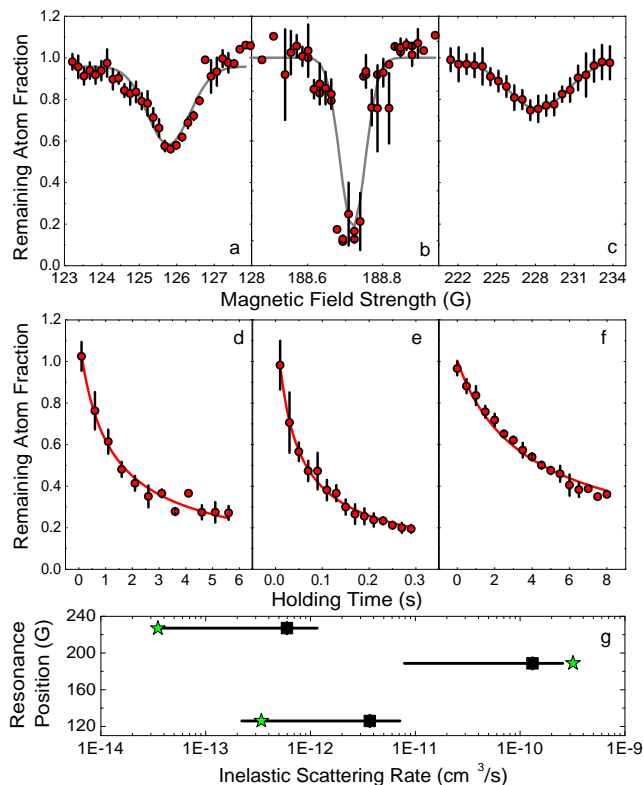 Remaining Atom Fraction
1.0
0.8
0.6
0.4
0.2
0.0
a
b
c
123 124 125 126 127 128 188.6 188.8 222 225 228 231 234
Magnetic Field Strength (G)
Remaining Atom Fraction
1.2
1.0
0.8
0.6
0.4
0.2
0.0
d
e
f
0 1 2 3 4 5 6 0.0 0.1 0.2 0.3 0 2 4 6 8
Holding Time (s)
Resonance
Position (G)
240
200
160
120
g
1E-14 1E-13 1E-12 1E-11 1E-10 1E-9
Inelastic Scattering Rate (cm³/s)